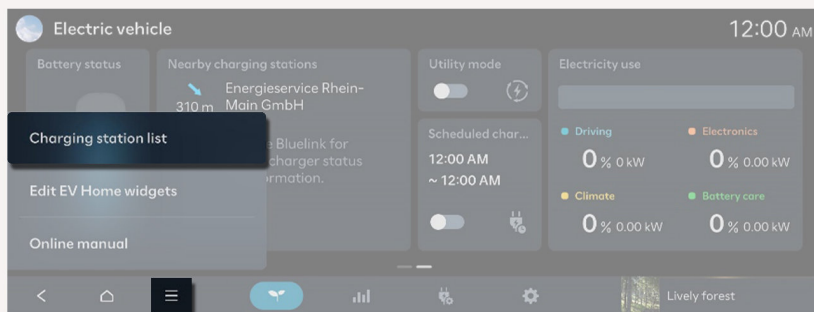 Electric vehicle
12:00 AM
Battery status
Nearby charging stations
310 m
Energieservice Rhein-
Main GmbH
Bluelink for
charger status
Utility mode
Scheduled char...
12:00 AM
~ 12:00 AM
Electricity use
Driving
0 % 0 kW
Electronics
0 % 0.00 kW
Climate
0 % 0.00 kW
Battery care
0 % 0.00 kW
Charging station list
Edit EV Home widgets
Online manual
Lively forest